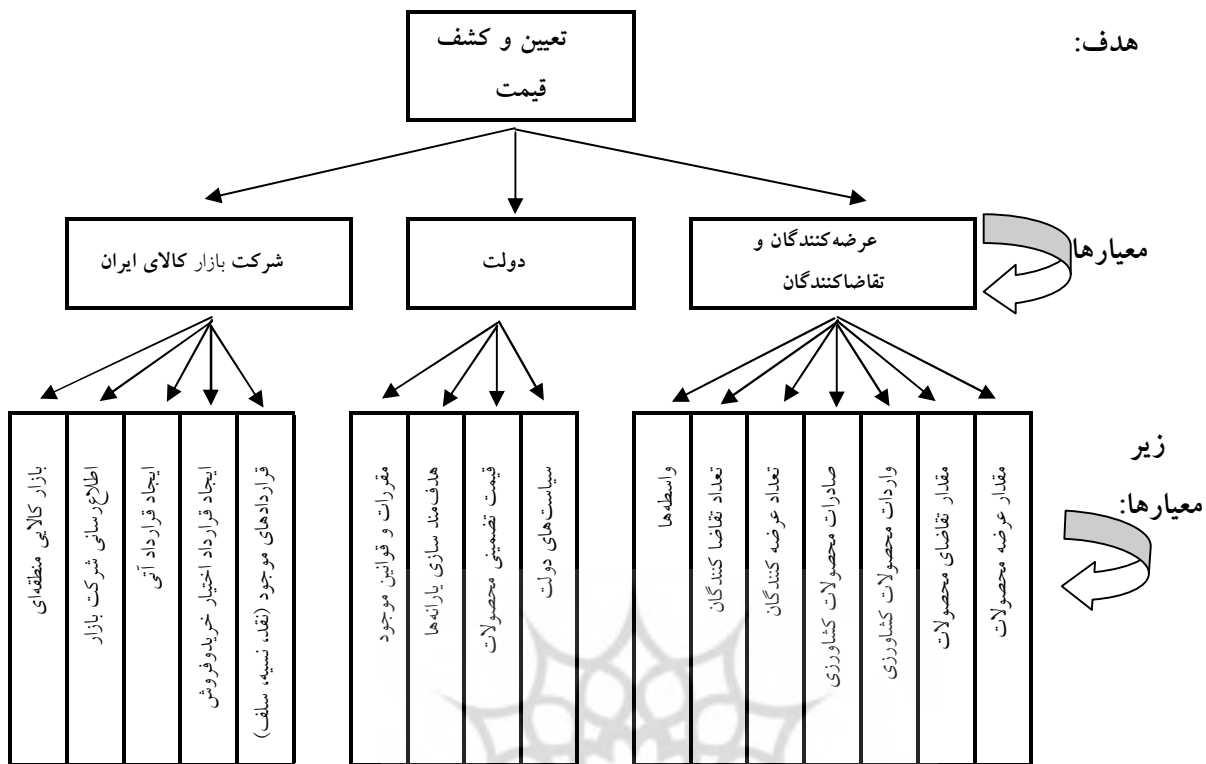 هدف:
تعیین و کشف
قیمت
معیارها
عرضه‌کنندگان و
تقاضاکنندگان
دولت
شرکت بازار کالای ایران
زیر
معیارها:
مقدار عرضه محصولات
مقدار تقاضای محصولات
واردات محصولات کشاورزی
صادرات محصولات کشاورزی
تعداد عرضه کنندگان
تعداد تقاضا کنندگان
واسطه‌ها
سیاست‌های دولت
قیمت تضمینی محصولات
هدف‌مند سازی یارانه‌ها
مقررات و قوانین موجود
قراردادهای موجود (نقد، نسیه، سلف)
ایجاد قرارداد اختیار خریدوفروش
ایجاد قرارداد آتی
اطلاع‌رسانی شرکت بازار
بازار کالایی منطقه‌ای